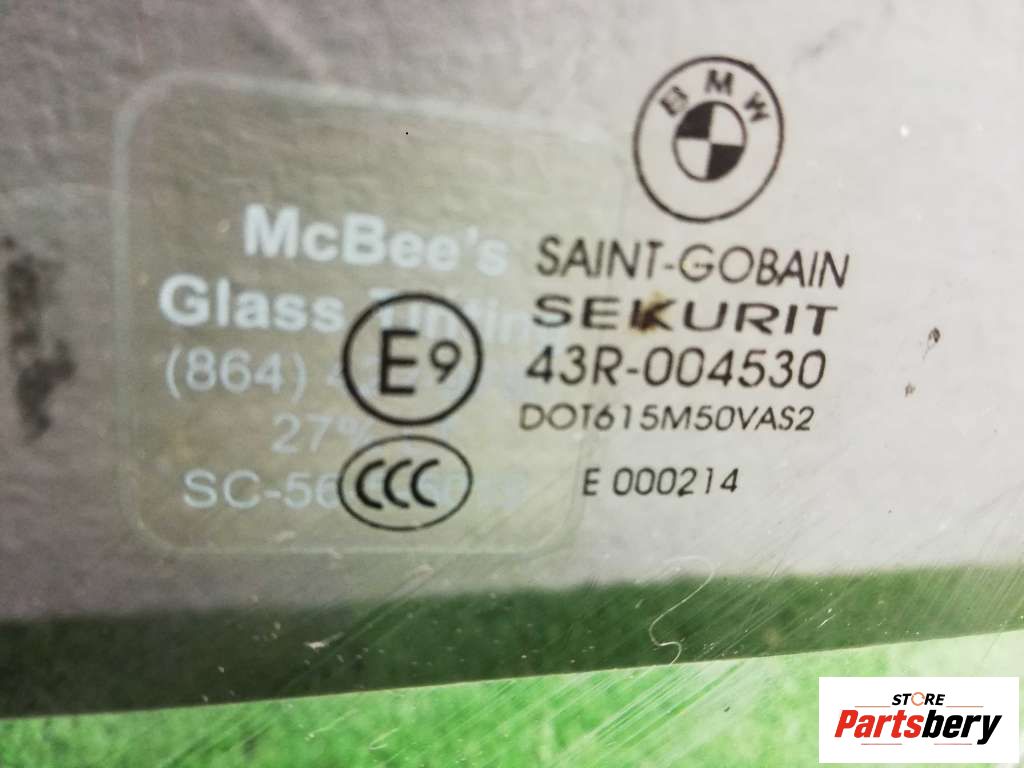 BMW
SAINT-GOBAIN
SEKURIT
E9
43R-004530
DOT615M50VAS2
CCC
E 000214
McBee's
Glass
(864)
27%
SC-56
STORE
Partsbery